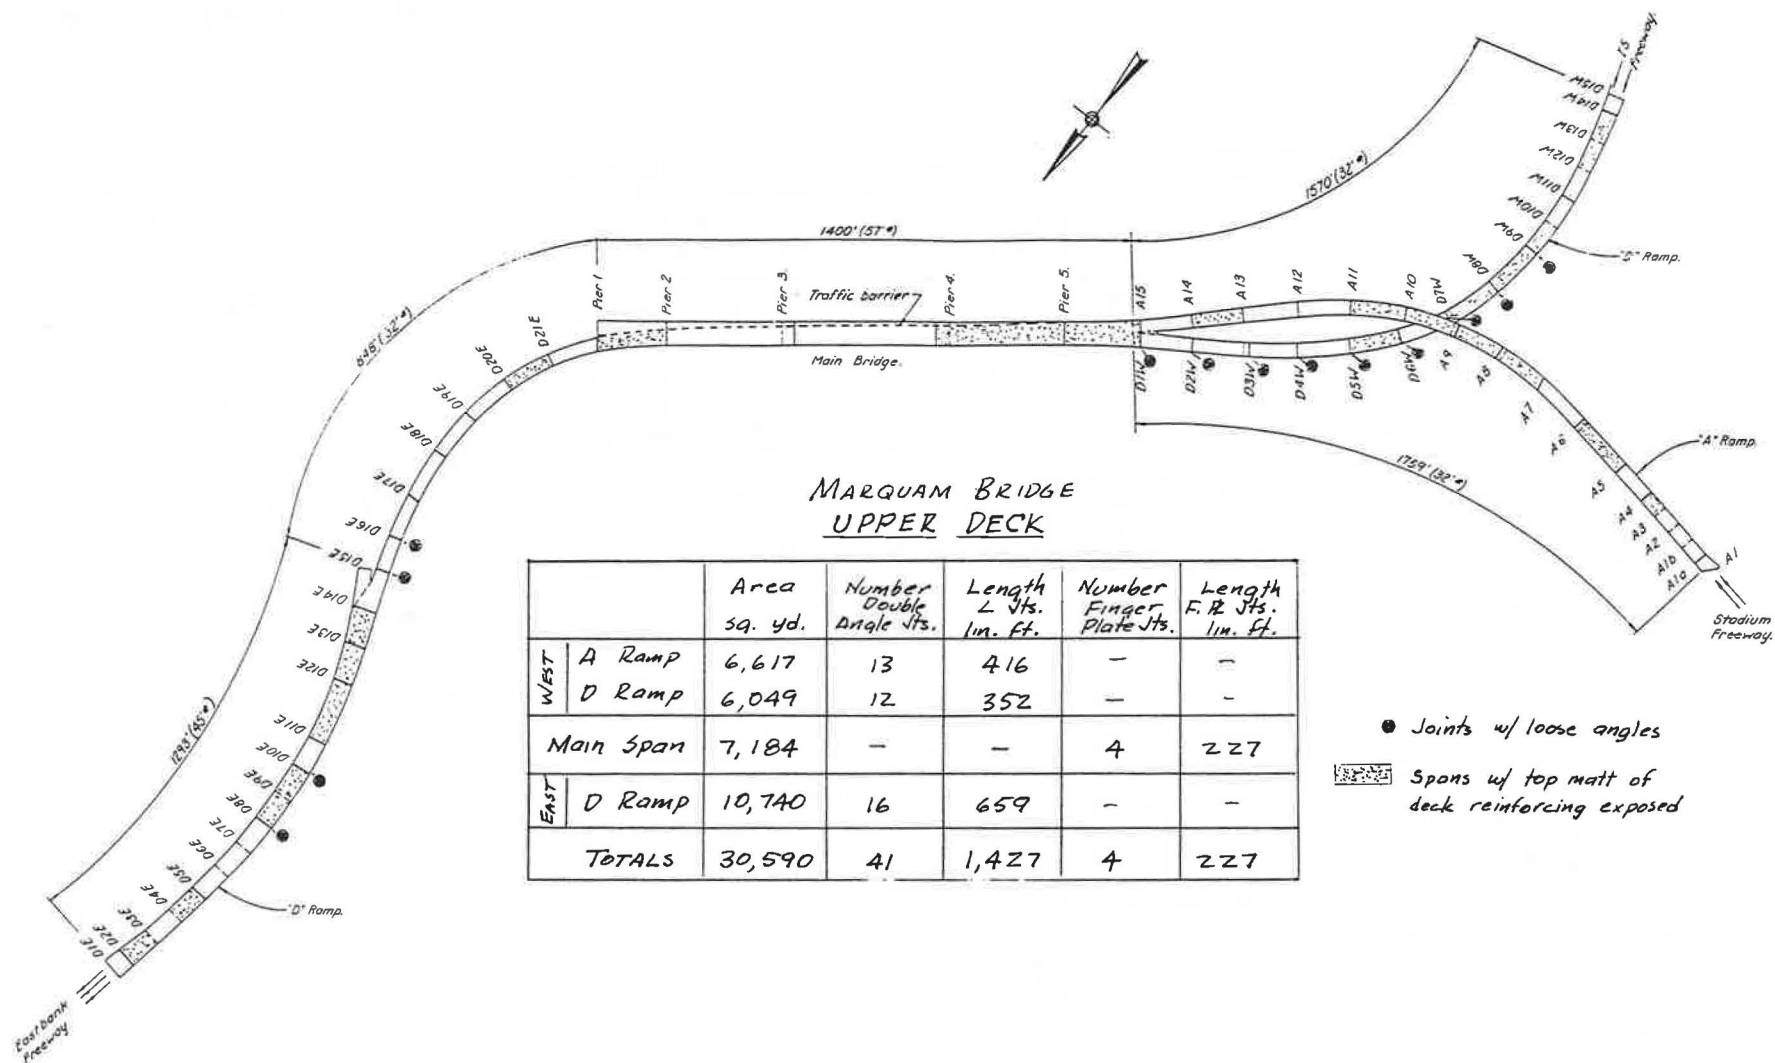 I5
Freeway.
D15W
D14W
D13W
D12W
D11W
D10W
D9W
D8W
D7W
1570'(32'±)
1400'(57'±)
"D" Ramp.
Pier 1
Pier 2
Pier 3.
Traffic barrier
Pier 4.
Pier 5.
A15
A14
A13
A12
A11
A10
Main Bridge.
D1W
D2W
D3W
D4W
D5W
D6W
A9
A8
A7
A6
A5
A4
A3
A2
A1b
A1a
A1
"A" Ramp.
1759'(32'±)
Stadium
Freeway.
648'(32'±)
D21E
D20E
D19E
D18E
D17E
D16E
D15E
D14E
D13E
D12E
D11E
D10E
D9E
D8E
D7E
D6E
D5E
D4E
D3E
D2E
D1E
1293'(45'±)
"D" Ramp.
Eastbank
Freeway
MARQUAM BRIDGE
UPPER DECK
Area
sq. yd.
Number
Double
Angle Jts.
Length
L Jts.
lin. ft.
Number
Finger
Plate Jts.
Length
F. PL Jts.
lin. ft.
WEST
A Ramp 6,617 13 416 – –
D Ramp 6,049 12 352 – –
Main Span 7,184 – – 4 227
EAST
D Ramp 10,740 16 659 – –
TOTALS 30,590 41 1,427 4 227
Joints w/ loose angles
Spans w/ top matt of
deck reinforcing exposed